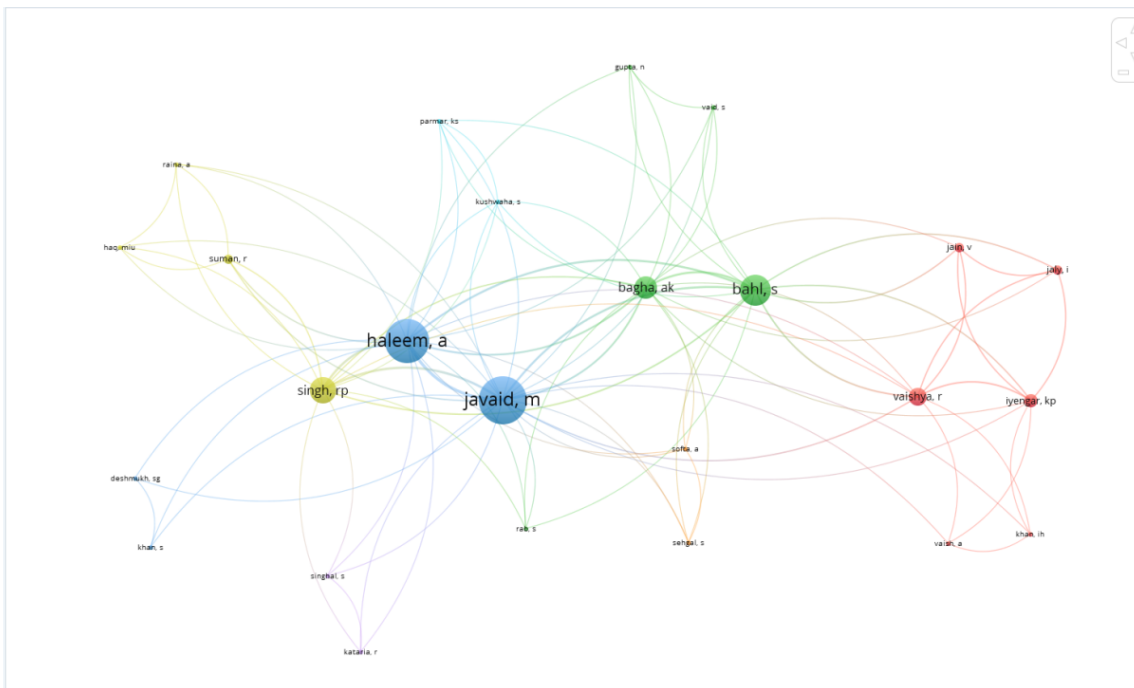 gupta, n
vaid, s
parmar, ks
raina, a
kushwaha, s
haq, miu
jain, v
suman, r
jaly, i
bagha, ak
bahl, s
haleem, a
singh, rp
javaid, m
vaishya, r
iyengar, kp
softa, a
deshmukh, sg
rab, s
khan, ih
sehgal, s
vaish, a
khan, s
singhal, s
kataria, r